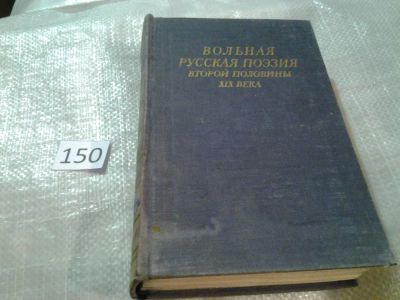 ВОЛЬНАЯ
РУССКАЯ ПОЭЗИЯ
ВТОРОЙ ПОЛОВИНЫ
XIX ВЕКА
150